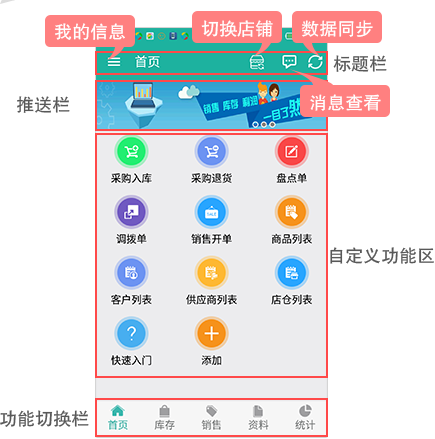 我的信息
切换店铺
数据同步
首页
标题栏
消息查看
推送栏
销售 库存 利润
一目了然
采购入库
采购退货
盘点单
调拨单
销售开单
商品列表
自定义功能区
客户列表
供应商列表
店仓列表
快速入门
添加
功能切换栏
首页
库存
销售
资料
统计